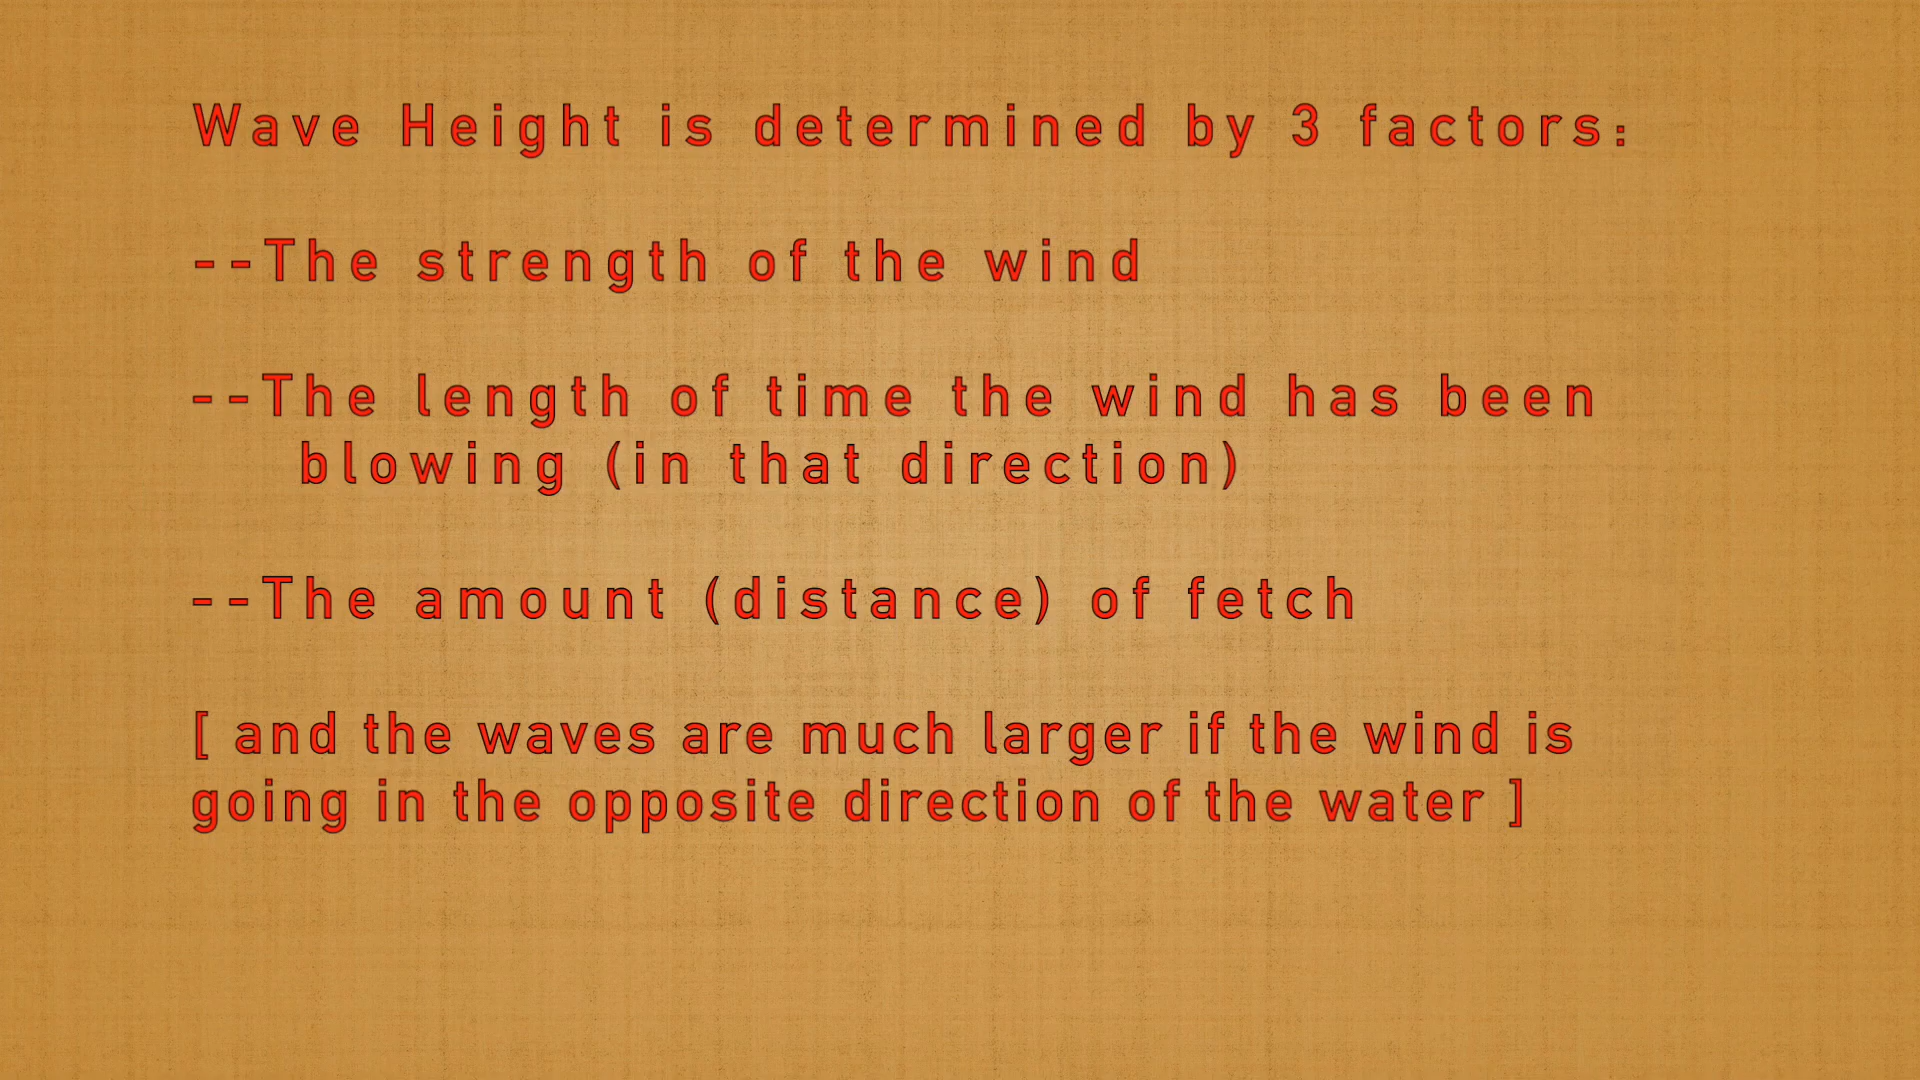 Wave Height is determined by 3 factors:
--The strength of the wind
--The length of time the wind has been
blowing (in that direction)
--The amount (distance) of fetch
[ and the waves are much larger if the wind is
going in the opposite direction of the water ]